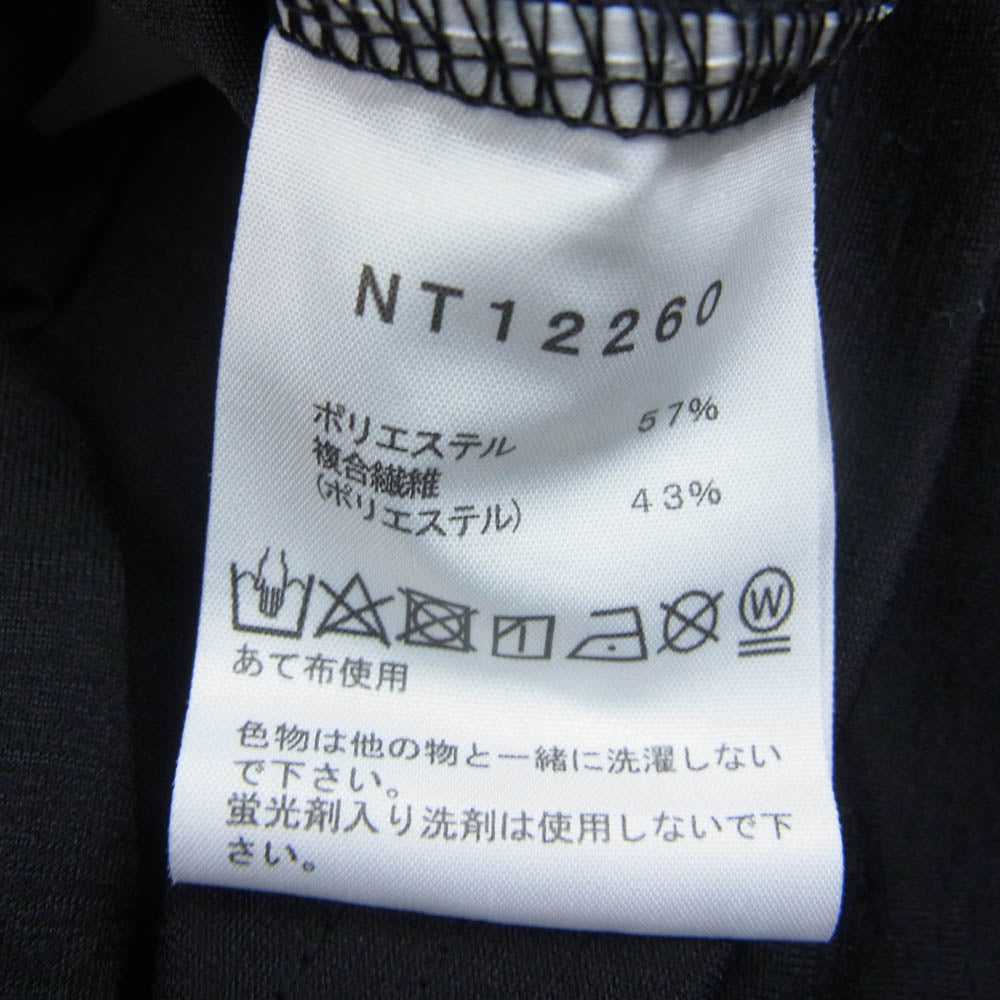 NT12260
ポリエステル 57%
複合繊維
(ポリエステル) 43%
W
あて布使用
色物は他の物と一緒に洗濯しない
で下さい。
蛍光剤入り洗剤は使用しないで下
さい。